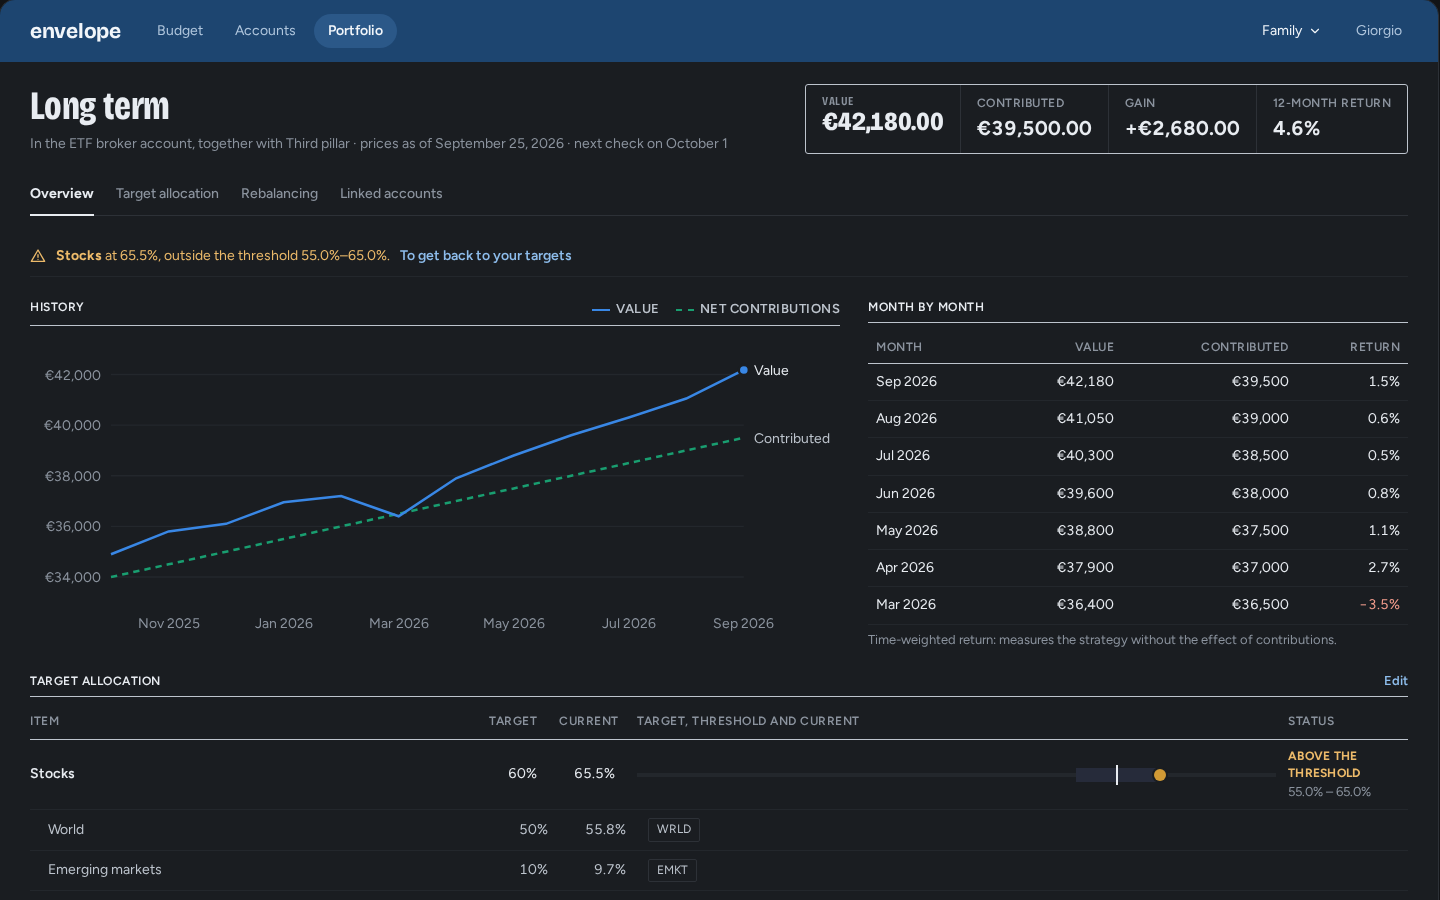 envelope
Budget
Accounts
Portfolio
Family
Giorgio
Long term
In the ETF broker account, together with Third pillar · prices as of September 25, 2026 · next check on October 1
VALUE
€42,180.00
CONTRIBUTED
€39,500.00
GAIN
+€2,680.00
12-MONTH RETURN
4.6%
Overview
Target allocation
Rebalancing
Linked accounts
Stocks at 65.5%, outside the threshold 55.0%–65.0%. To get back to your targets
HISTORY
VALUE
NET CONTRIBUTIONS
€42,000
€40,000
€38,000
€36,000
€34,000
Value
Contributed
Nov 2025
Jan 2026
Mar 2026
May 2026
Jul 2026
Sep 2026
MONTH BY MONTH
MONTH VALUE CONTRIBUTED RETURN
Sep 2026 €42,180 €39,500 1.5%
Aug 2026 €41,050 €39,000 0.6%
Jul 2026 €40,300 €38,500 0.5%
Jun 2026 €39,600 €38,000 0.8%
May 2026 €38,800 €37,500 1.1%
Apr 2026 €37,900 €37,000 2.7%
Mar 2026 €36,400 €36,500 −3.5%
Time-weighted return: measures the strategy without the effect of contributions.
TARGET ALLOCATION
Edit
ITEM TARGET CURRENT TARGET, THRESHOLD AND CURRENT STATUS
Stocks 60% 65.5%
ABOVE THE
THRESHOLD
55.0% – 65.0%
World 50% 55.8% WRLD
Emerging markets 10% 9.7% EMKT